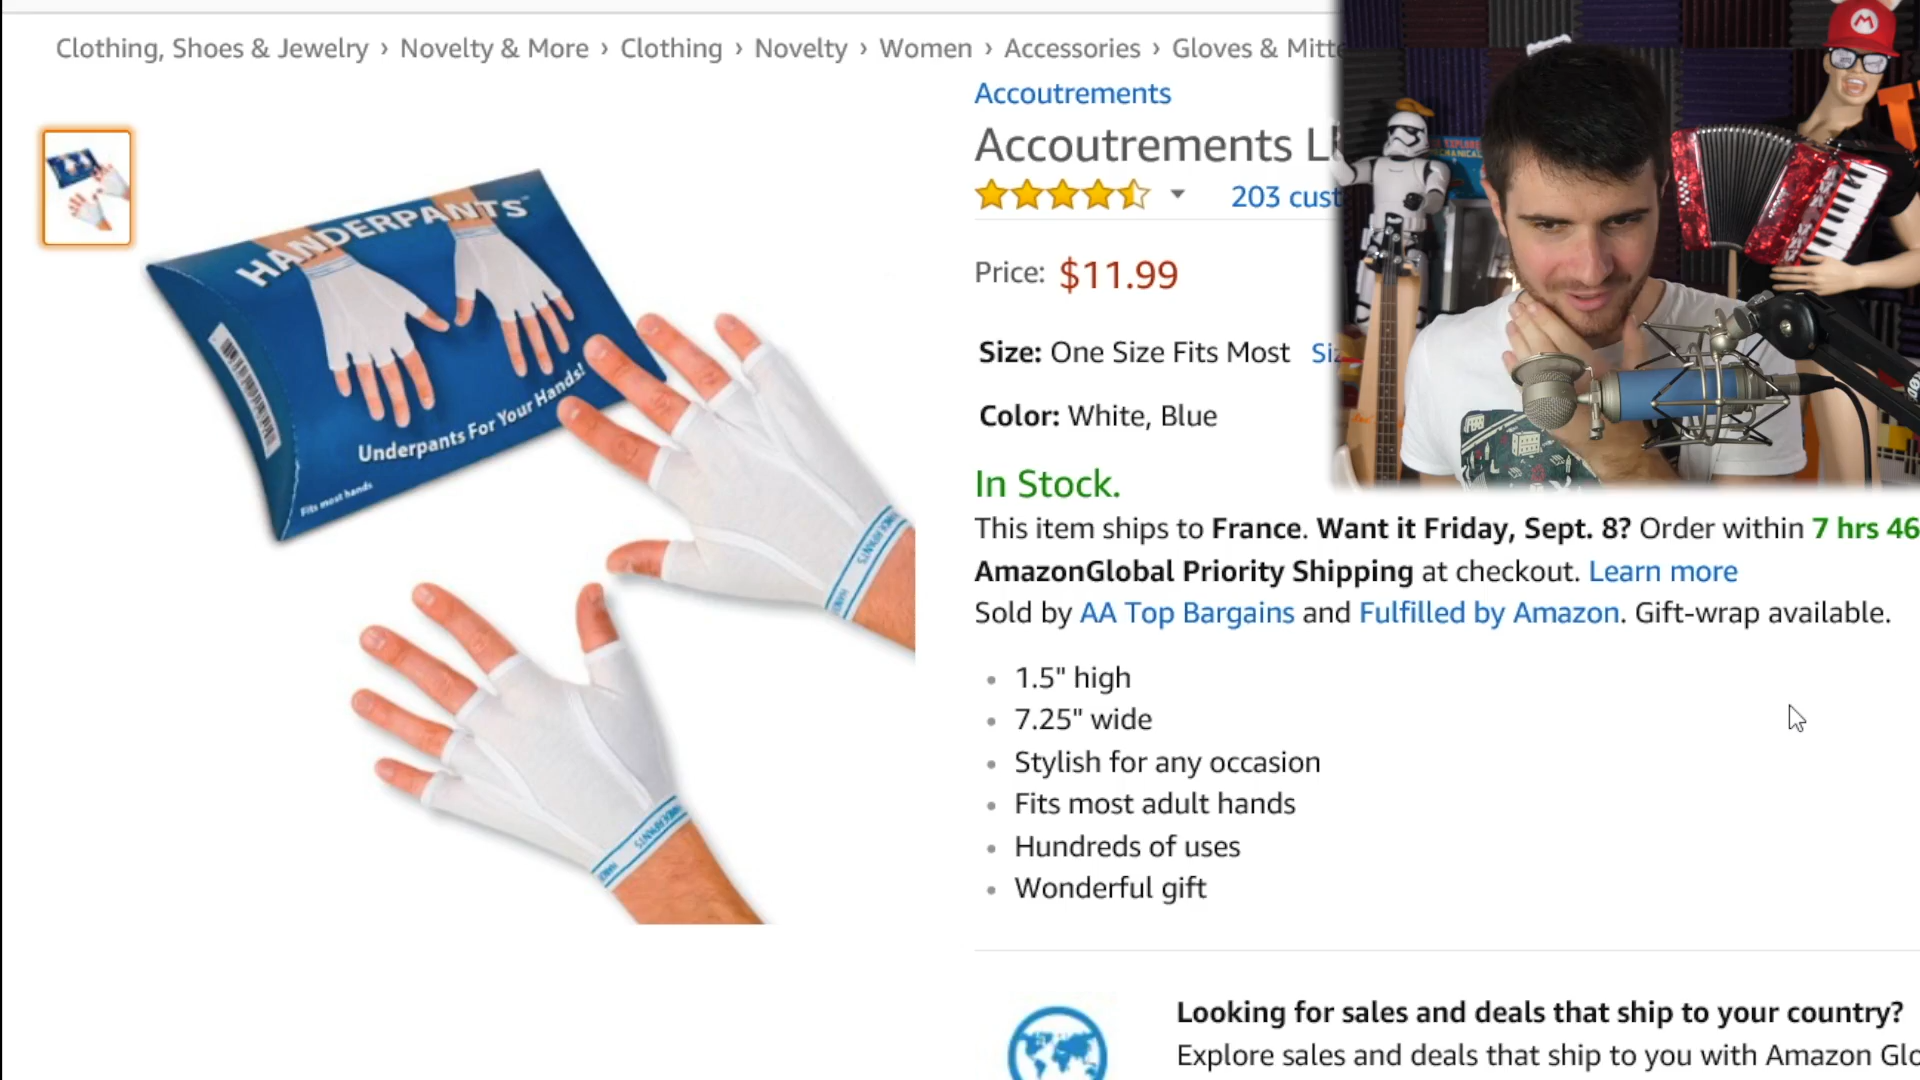 Clothing, Shoes & Jewelry › Novelty & More › Clothing › Novelty › Women › Accessories › Gloves & Mitte
Accoutrements
Accoutrements L
203 cust
Price: $11.99
Size: One Size Fits Most Siz
Color: White, Blue
In Stock.
This item ships to France. Want it Friday, Sept. 8? Order within 7 hrs 46
AmazonGlobal Priority Shipping at checkout. Learn more
Sold by AA Top Bargains and Fulfilled by Amazon. Gift-wrap available.
1.5" high
7.25" wide
Stylish for any occasion
Fits most adult hands
Hundreds of uses
Wonderful gift
Looking for sales and deals that ship to your country?
Explore sales and deals that ship to you with Amazon Glo
HANDERPANTS™
Underpants For Your Hands!
Fits most hands
M